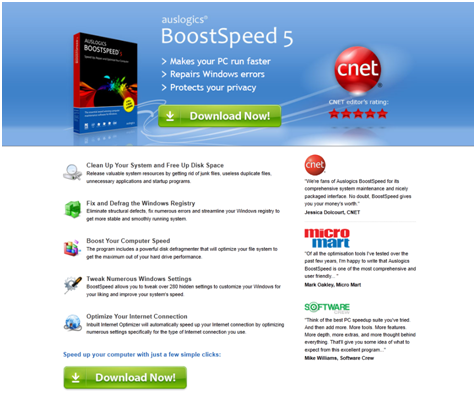 auslogics®
BoostSpeed 5
> Makes your PC run faster
> Repairs Windows errors
> Protects your privacy
Download Now!
auslogics
BOOSTSPEED 5
cnet
CNET editor's rating:
Clean Up Your System and Free Up Disk Space
Release valuable system resources by getting rid of junk files, useless duplicate files,
unnecessary applications and startup programs.
Fix and Defrag the Windows Registry
Eliminate structural defects, fix numerous errors and streamline your Windows registry to
get more stable and smoothly running system.
Boost Your Computer Speed
The program includes a powerful disk defragmenter that will optimize your file system to
get the maximum out of your hard drive performance.
Tweak Numerous Windows Settings
BoostSpeed allows you to tweak over 280 hidden settings to customize your Windows for
your liking and improve your system's speed.
Optimize Your Internet Connection
Inbuilt Internet Optimizer will automatically speed up your Internet connection by optimizing
numerous settings specifically for the type of Internet connection you use.
Speed up your computer with just a few simple clicks:
Download Now!
cnet
"We're fans of Auslogics BoostSpeed for its
comprehensive system maintenance and nicely
packaged interface. No doubt, BoostSpeed gives
you your money's worth."
Jessica Dolcourt, CNET
micro
mart
"Of all the optimisation tools I've tested over the
past few years, I'm happy to write that Auslogics
BoostSpeed is one of the most comprehensive and
user friendly... "
Mark Oakley, Micro Mart
SOFTWARE
"Think of the best PC speedup suite you've tried.
And then add more. More tools. More features.
More depth, more extras, and more thought behind
everything. That'll give you some idea of what to
expect from this excellent program..."
Mike Williams, Software Crew